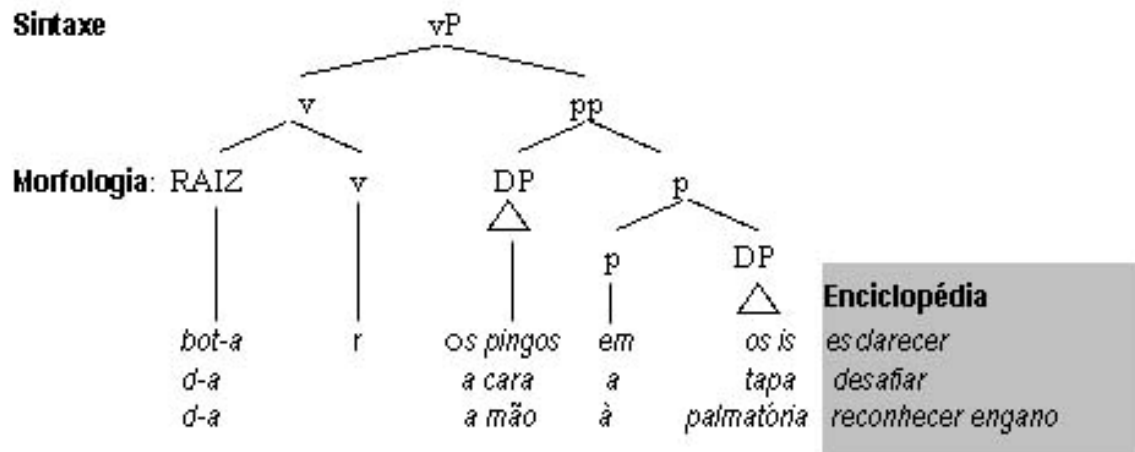 Sintaxe vP
v pp
Morfologia: RAIZ v DP p
p DP
Enciclopédia
bot-a r os pingos em os is esclarecer
d-a a cara a tapa desafiar
d-a a mão à palmatória reconhecer engano